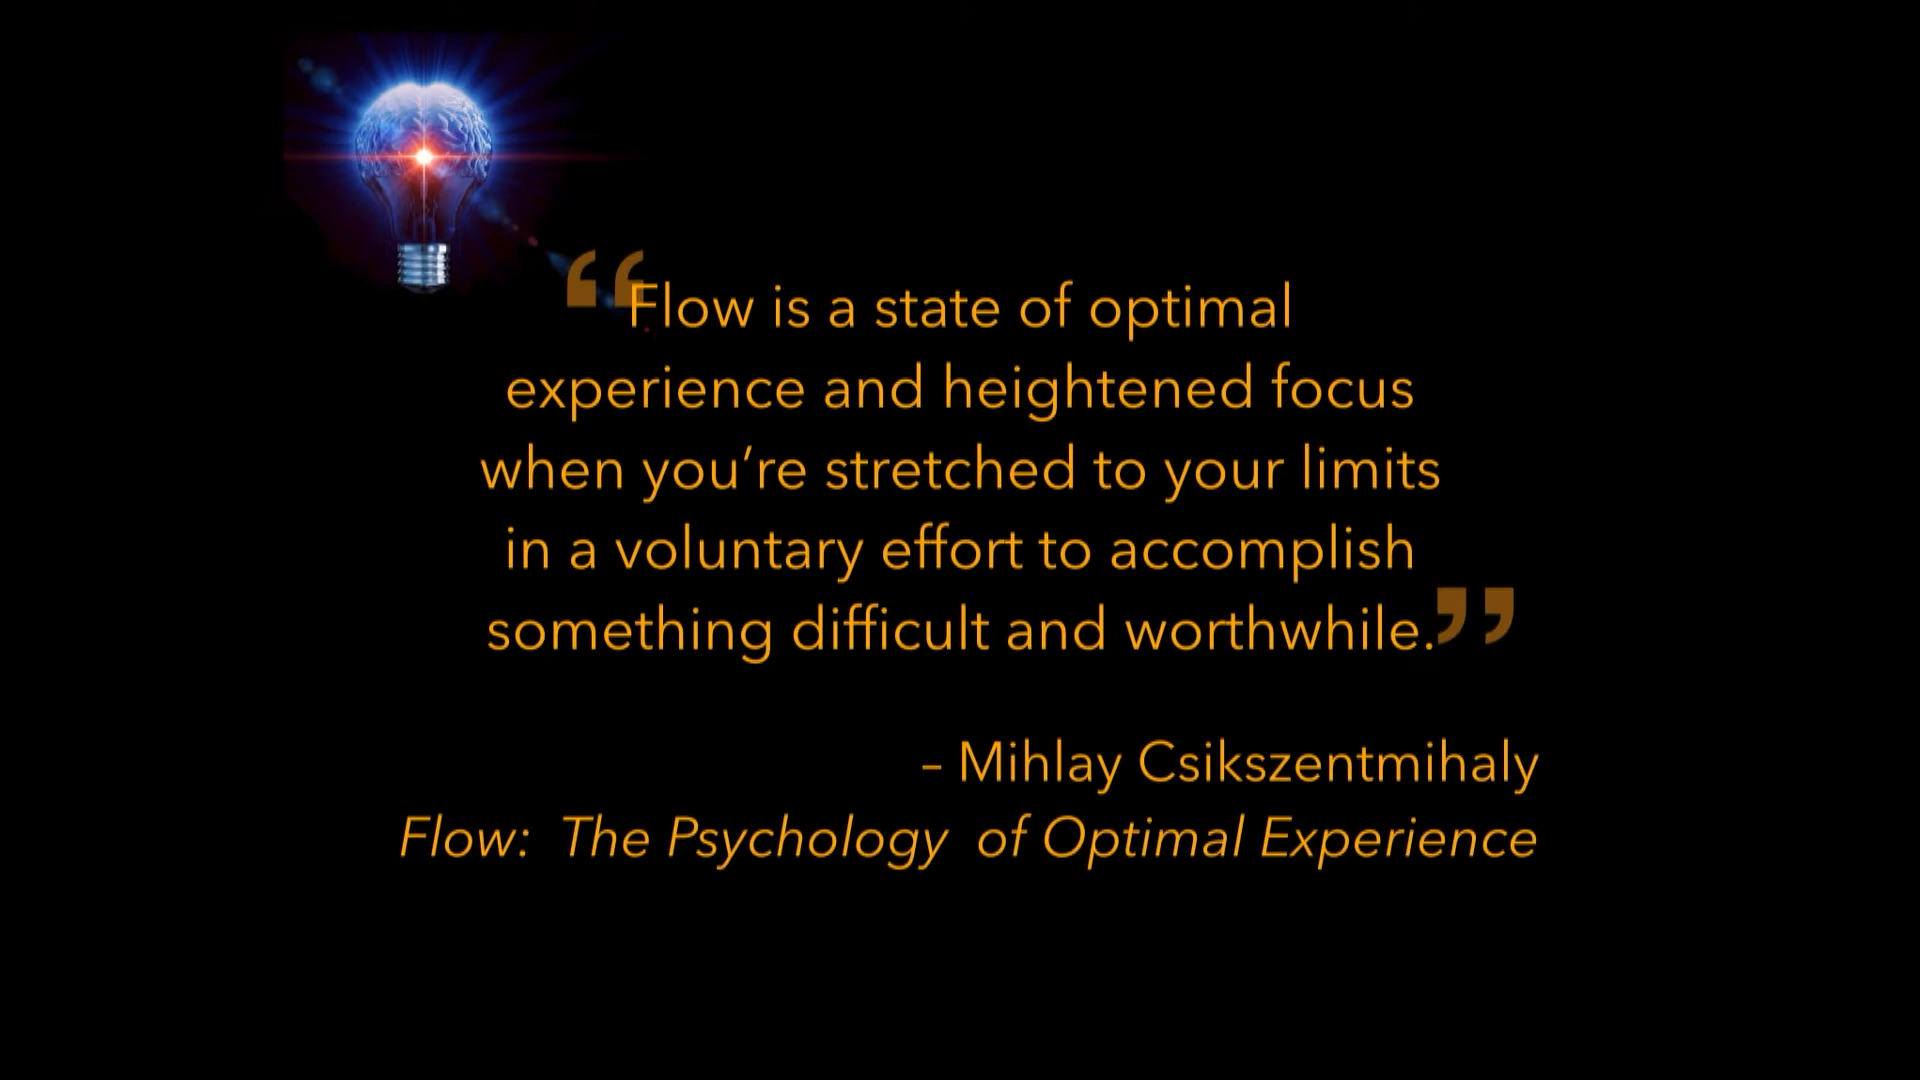 “Flow is a state of optimal
experience and heightened focus
when you’re stretched to your limits
in a voluntary effort to accomplish
something difficult and worthwhile.”
– Mihlay Csikszentmihaly
Flow:  The Psychology  of Optimal Experience